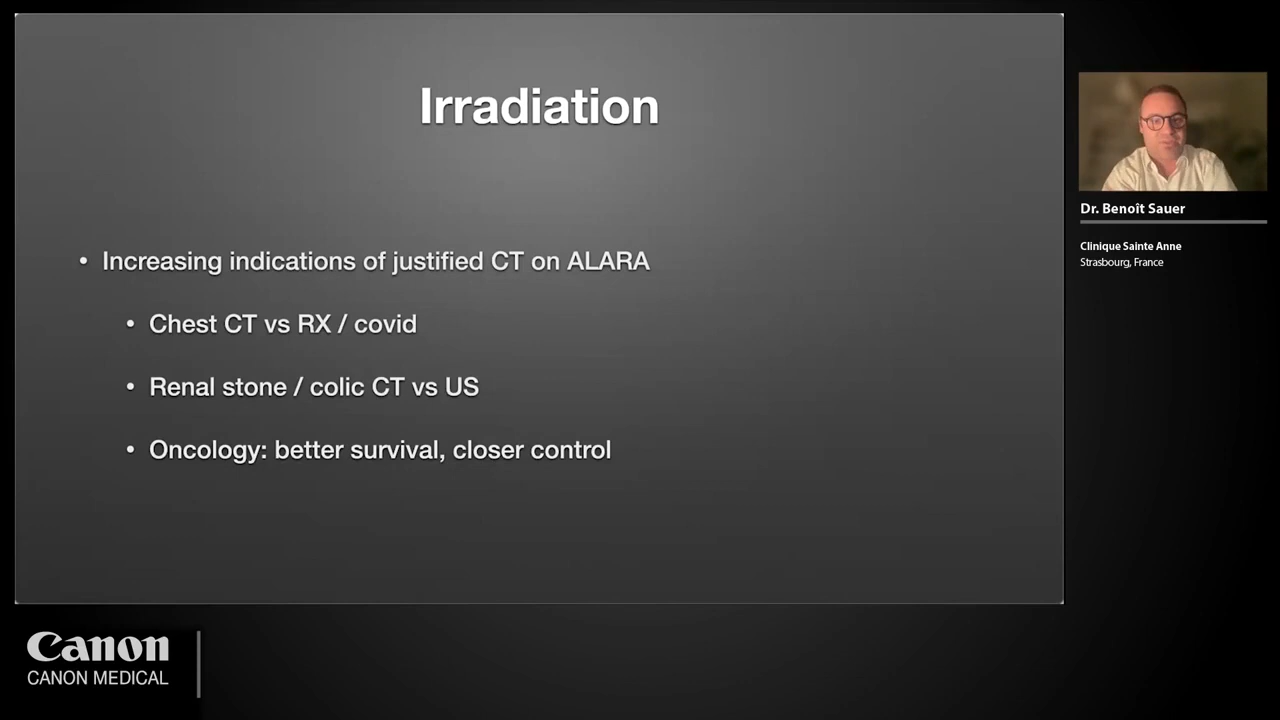 Irradiation
• Increasing indications of justified CT on ALARA
• Chest CT vs RX / covid
• Renal stone / colic CT vs US
• Oncology: better survival, closer control
Dr. Benoît Sauer
Clinique Sainte Anne
Strasbourg, France
Canon
CANON MEDICAL